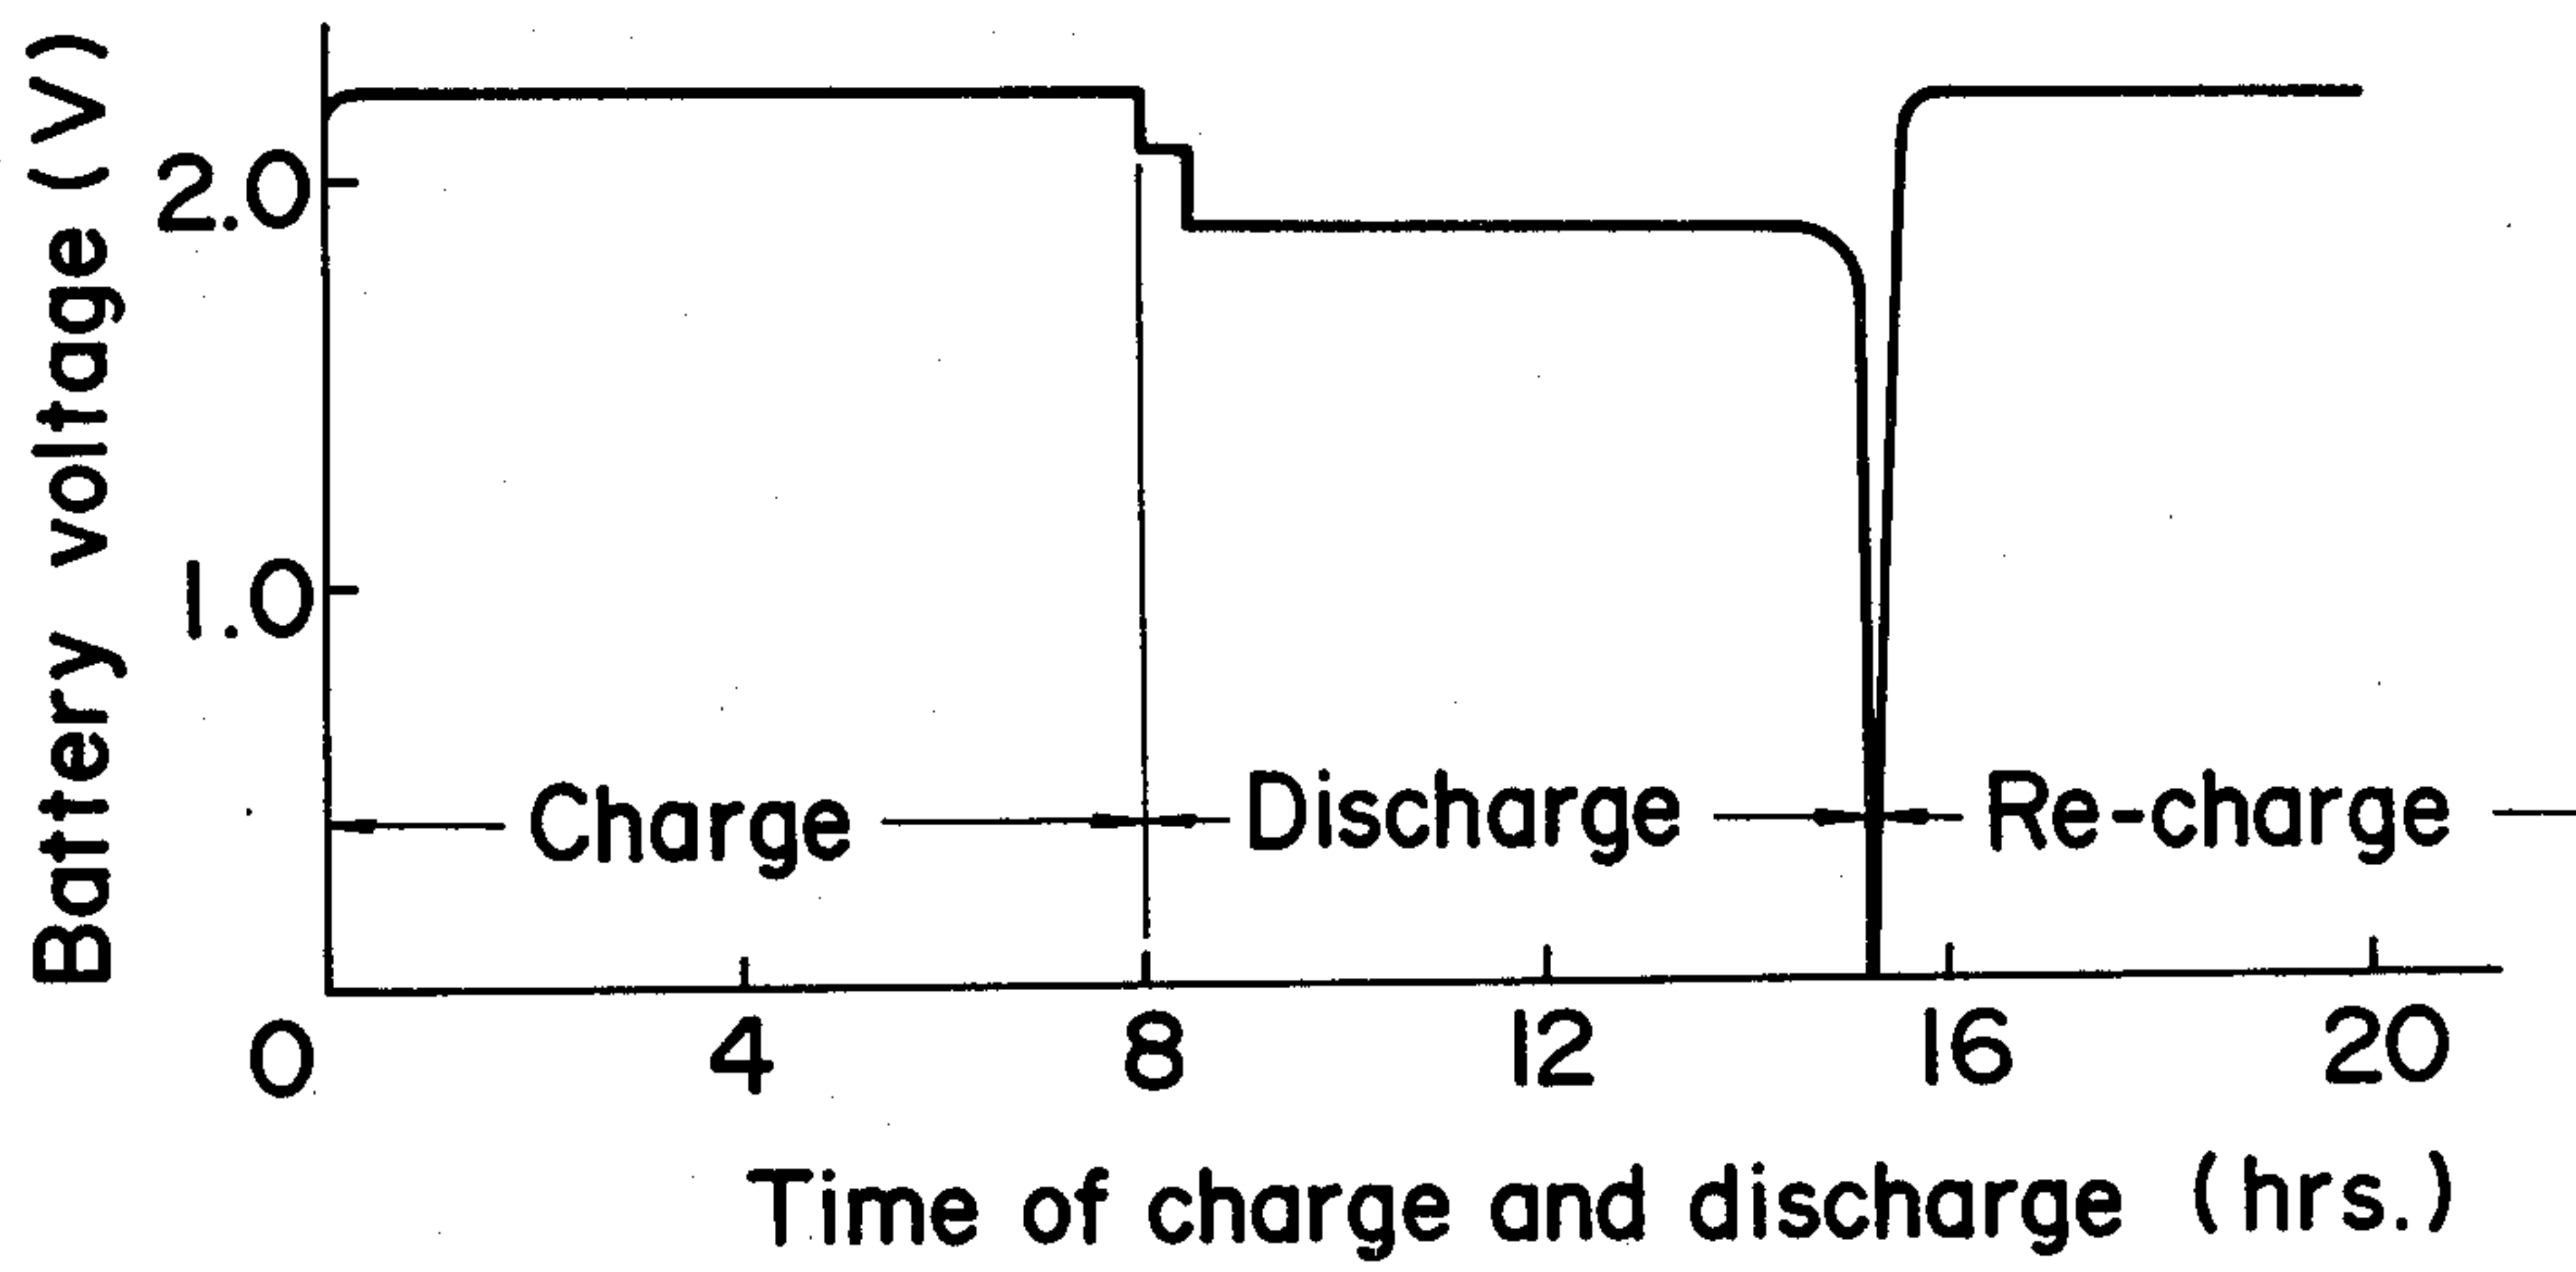 Battery voltage (V)
2.0
1.0
Charge
Discharge
Re-charge
0
4
8
12
16
20
Time of charge and discharge (hrs.)